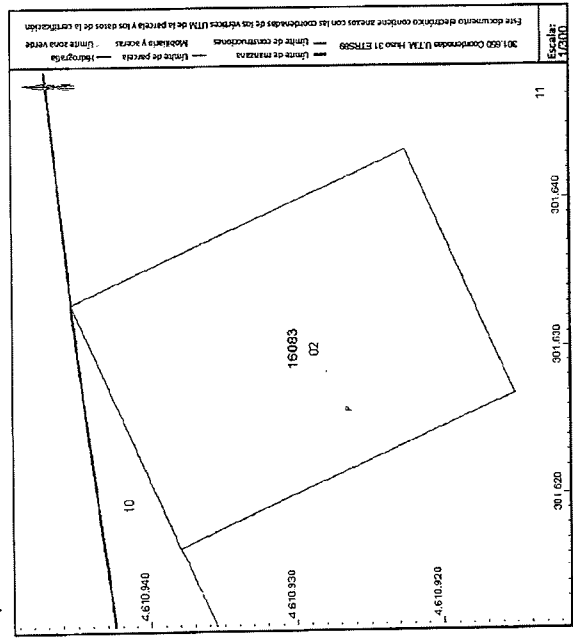 10
16083
02
P
11
4.610.940
4.610.930
4.610.920
301.620
301.630
301.640
Escala:
1/300
301.650 Coordenadas U.T.M. Huso 31 ETRS89
Límite de manzana
Límite de parcela
Límite de construcciones
Mobiliario y aceras
Límite zona verde
Hidrografía
Este documento electrónico contiene anexas con las coordenadas de los vértices UTM de la parcela y los datos de la certificación